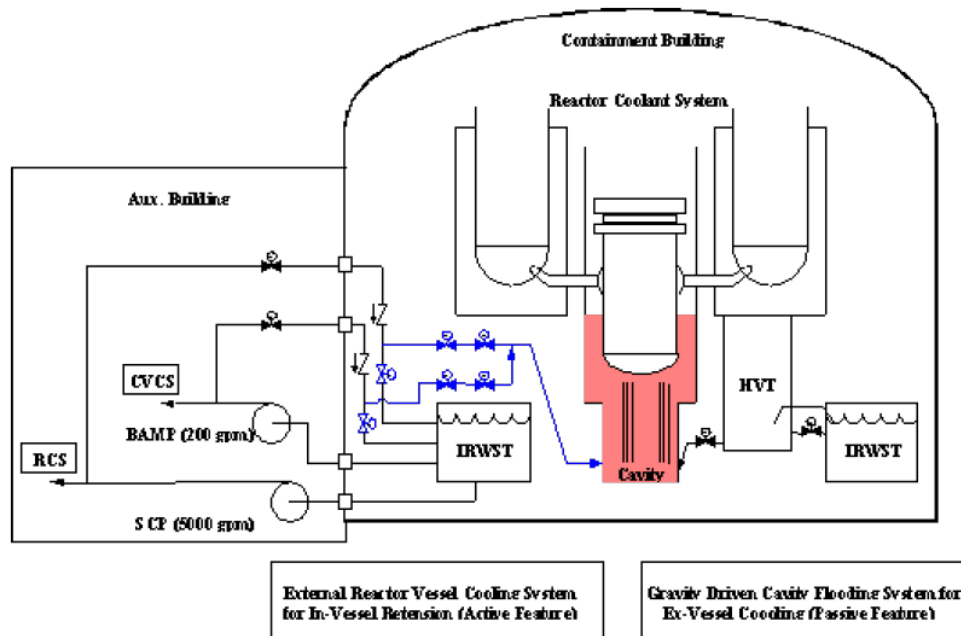 Containment Building
Reactor Coolant System
Aux. Building
CVCS
BAMP (200 gpm)
RCS
SCP (5000 gpm)
IRWST
Cavity
HVT
IRWST
External Reactor Vessel Cooling System
for In-Vessel Retension (Active Feature)
Gravity Driven Cavity Flooding System for
Ex-Vessel Coooling (Passive Feature)